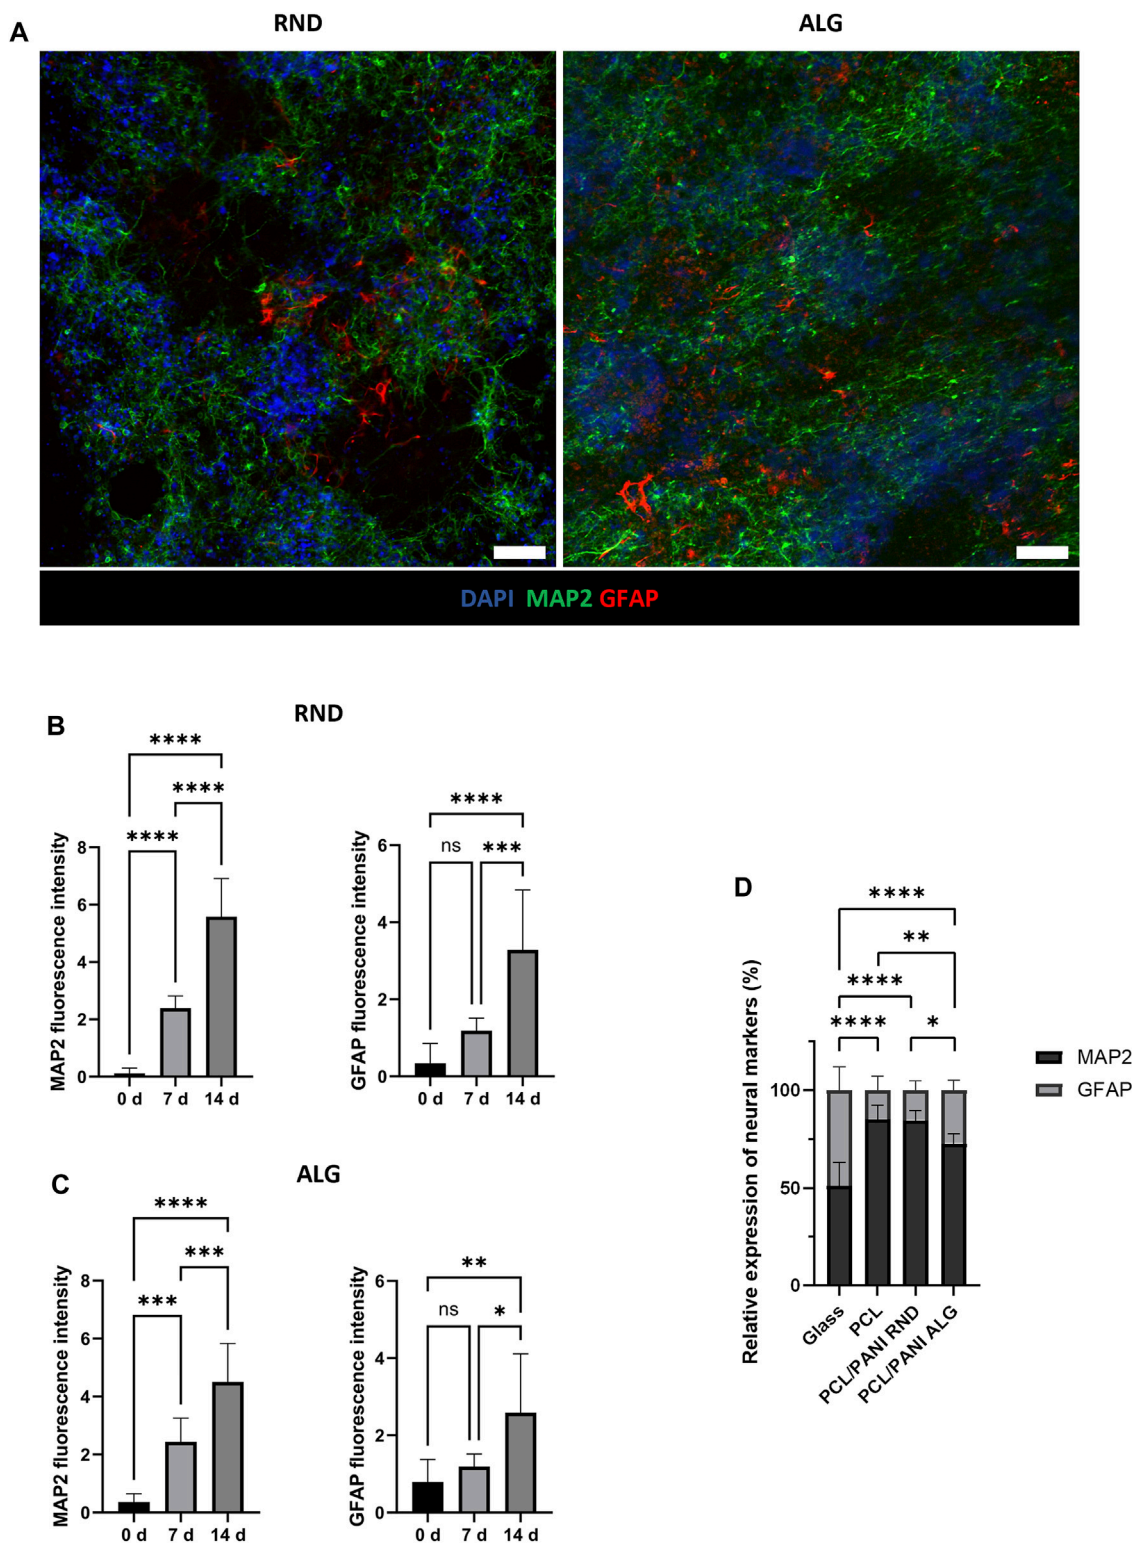 A
RND
ALG
DAPI MAP2 GFAP
B
RND
****
****
****
MAP2 fluorescence intensity
8
6
4
2
0
0 d 7 d 14 d
****
ns ***
GFAP fluorescence intensity
6
4
2
0
0 d 7 d 14 d
C
ALG
****
***
***
MAP2 fluorescence intensity
8
6
4
2
0
0 d 7 d 14 d
**
ns *
GFAP fluorescence intensity
6
4
2
0
0 d 7 d 14 d
D
****
**
****
**** *
Relative expression of neural markers (%)
100
50
0
Glass
PCL
PCL/PANI RND
PCL/PANI ALG
MAP2
GFAP